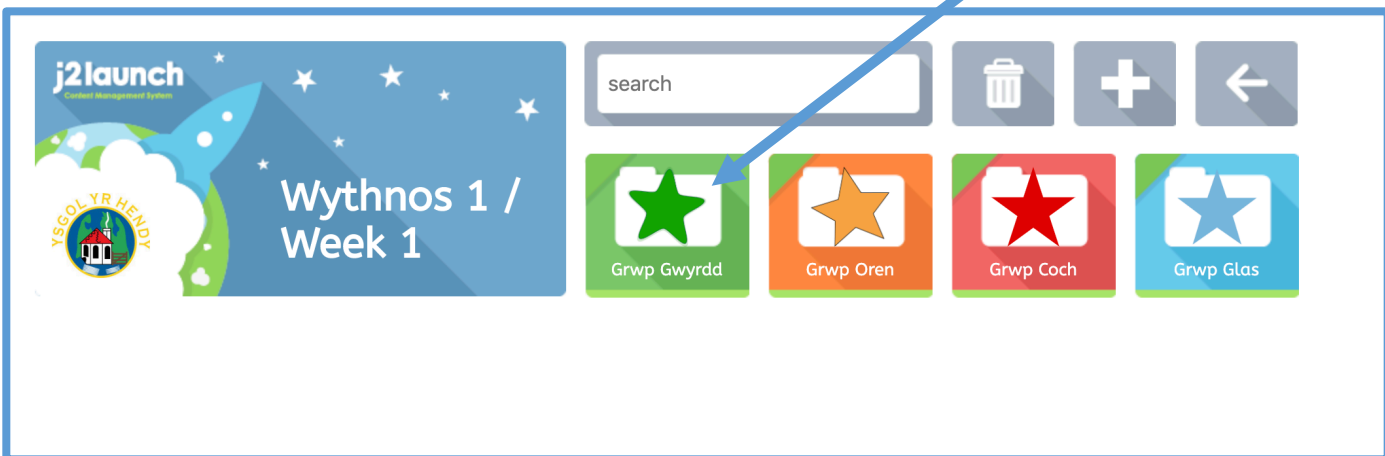 j2launch
Content Management System
YSGOL YR HENDY
Wythnos 1 /
Week 1
search
Grwp Gwyrdd
Grwp Oren
Grwp Coch
Grwp Glas